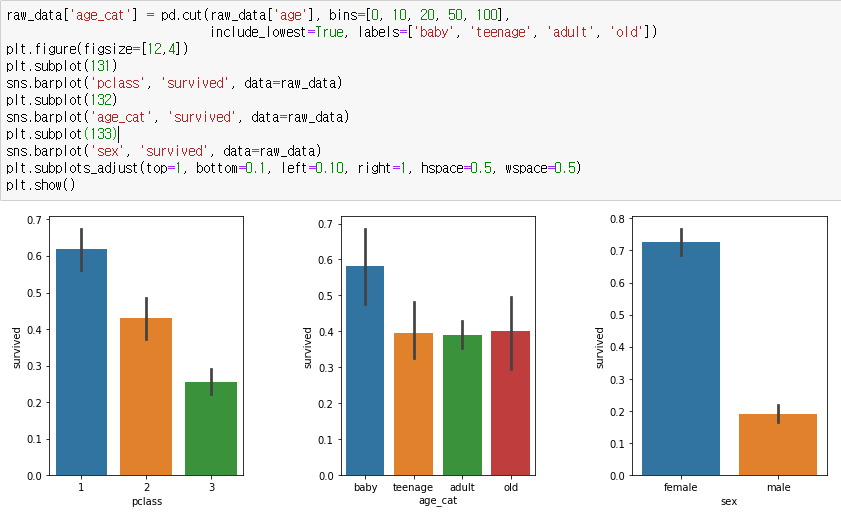 raw_data['age_cat'] = pd.cut(raw_data['age'], bins=[0, 10, 20, 50, 100],
include_lowest=True, labels=['baby', 'teenage', 'adult', 'old'])
plt.figure(figsize=[12,4])
plt.subplot(131)
sns.barplot('pclass', 'survived', data=raw_data)
plt.subplot(132)
sns.barplot('age_cat', 'survived', data=raw_data)
plt.subplot(133)
sns.barplot('sex', 'survived', data=raw_data)
plt.subplots_adjust(top=1, bottom=0.1, left=0.10, right=1, hspace=0.5, wspace=0.5)
plt.show()
0.7
0.6
0.5
0.4
0.3
0.2
0.1
0.0
survived
1 2 3
pclass
0.7
0.6
0.5
0.4
0.3
0.2
0.1
0.0
survived
baby teenage adult old
age_cat
0.8
0.7
0.6
0.5
0.4
0.3
0.2
0.1
0.0
survived
female male
sex